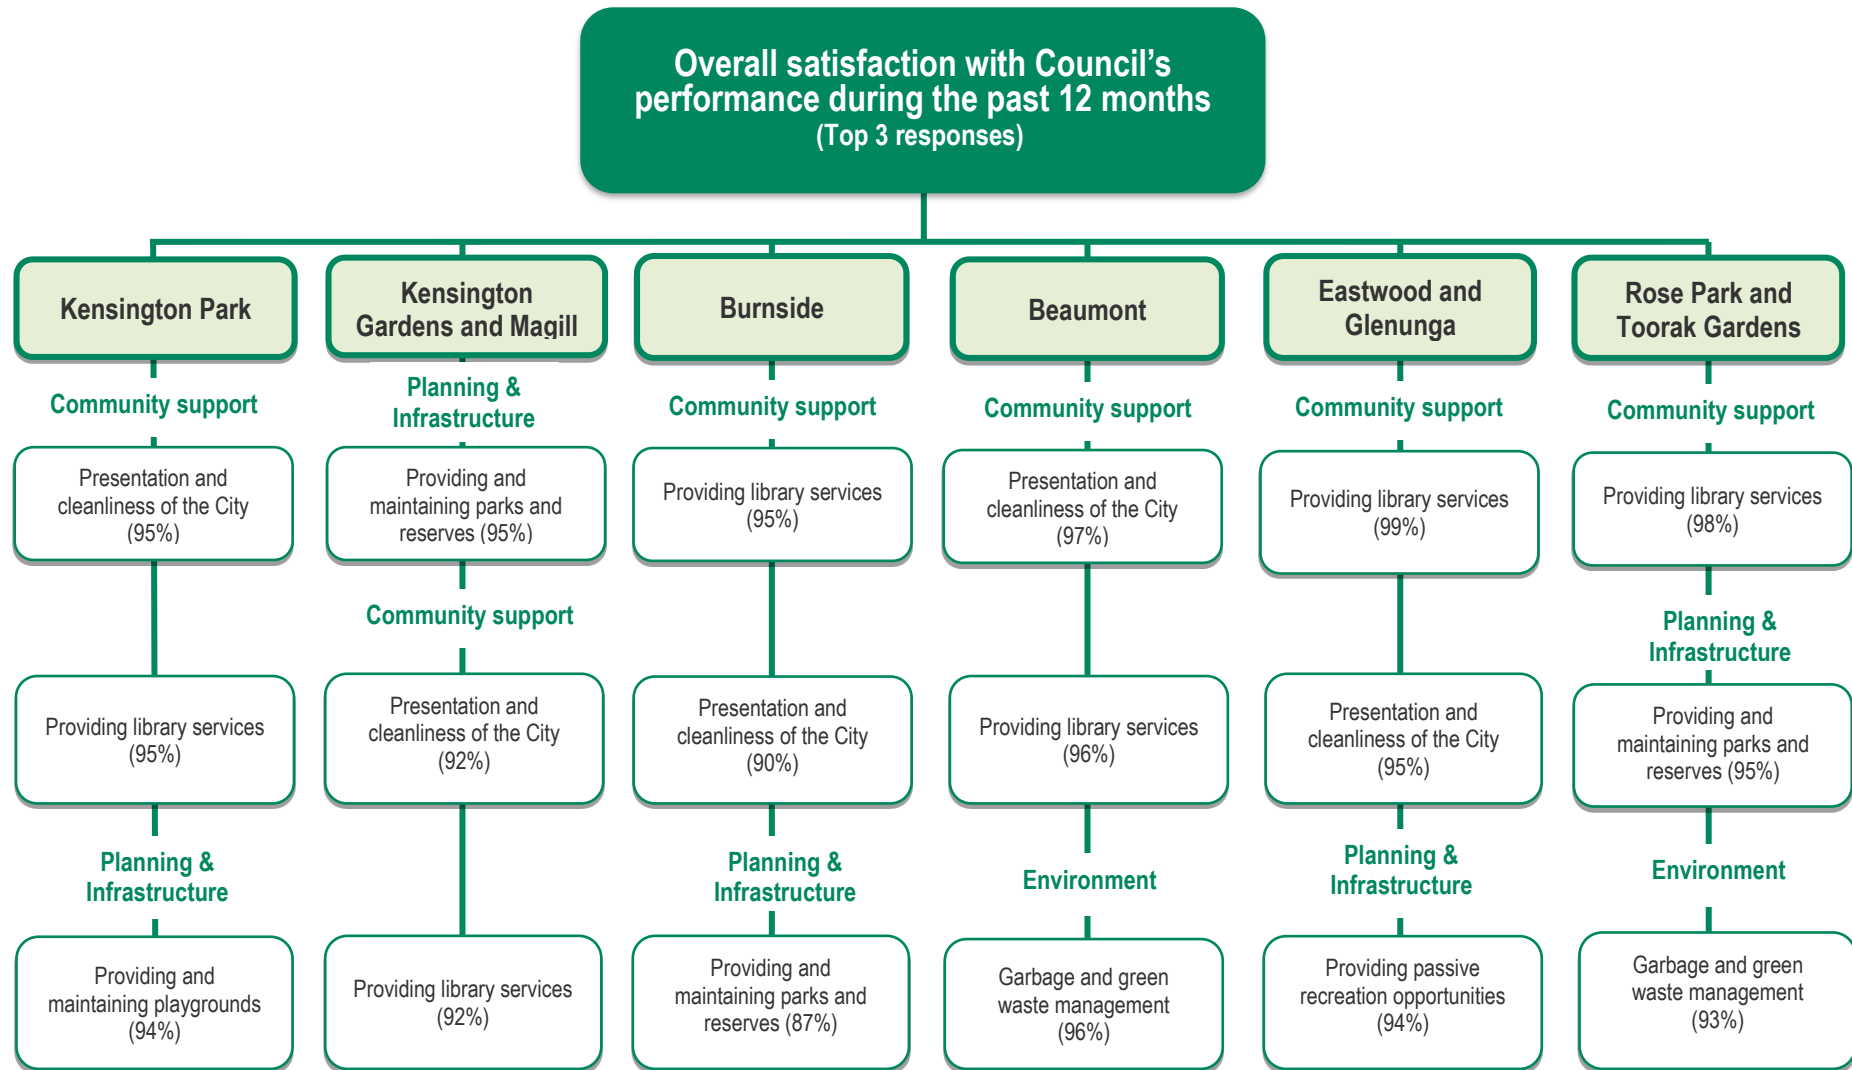 Overall satisfaction with Council’s
performance during the past 12 months
(Top 3 responses)
Kensington Park
Community support
Presentation and
cleanliness of the City
(95%)
Providing library services
(95%)
Planning &
Infrastructure
Providing and
maintaining playgrounds
(94%)
Kensington
Gardens and Magill
Planning &
Infrastructure
Providing and
maintaining parks and
reserves (95%)
Community support
Presentation and
cleanliness of the City
(92%)
Providing library services
(92%)
Burnside
Community support
Providing library services
(95%)
Presentation and
cleanliness of the City
(90%)
Planning &
Infrastructure
Providing and
maintaining parks and
reserves (87%)
Beaumont
Community support
Presentation and
cleanliness of the City
(97%)
Providing library services
(96%)
Environment
Garbage and green
waste management
(96%)
Eastwood and
Glenunga
Community support
Providing library services
(99%)
Presentation and
cleanliness of the City
(95%)
Planning &
Infrastructure
Providing passive
recreation opportunities
(94%)
Rose Park and
Toorak Gardens
Community support
Providing library services
(98%)
Planning &
Infrastructure
Providing and
maintaining parks and
reserves (95%)
Environment
Garbage and green
waste management
(93%)